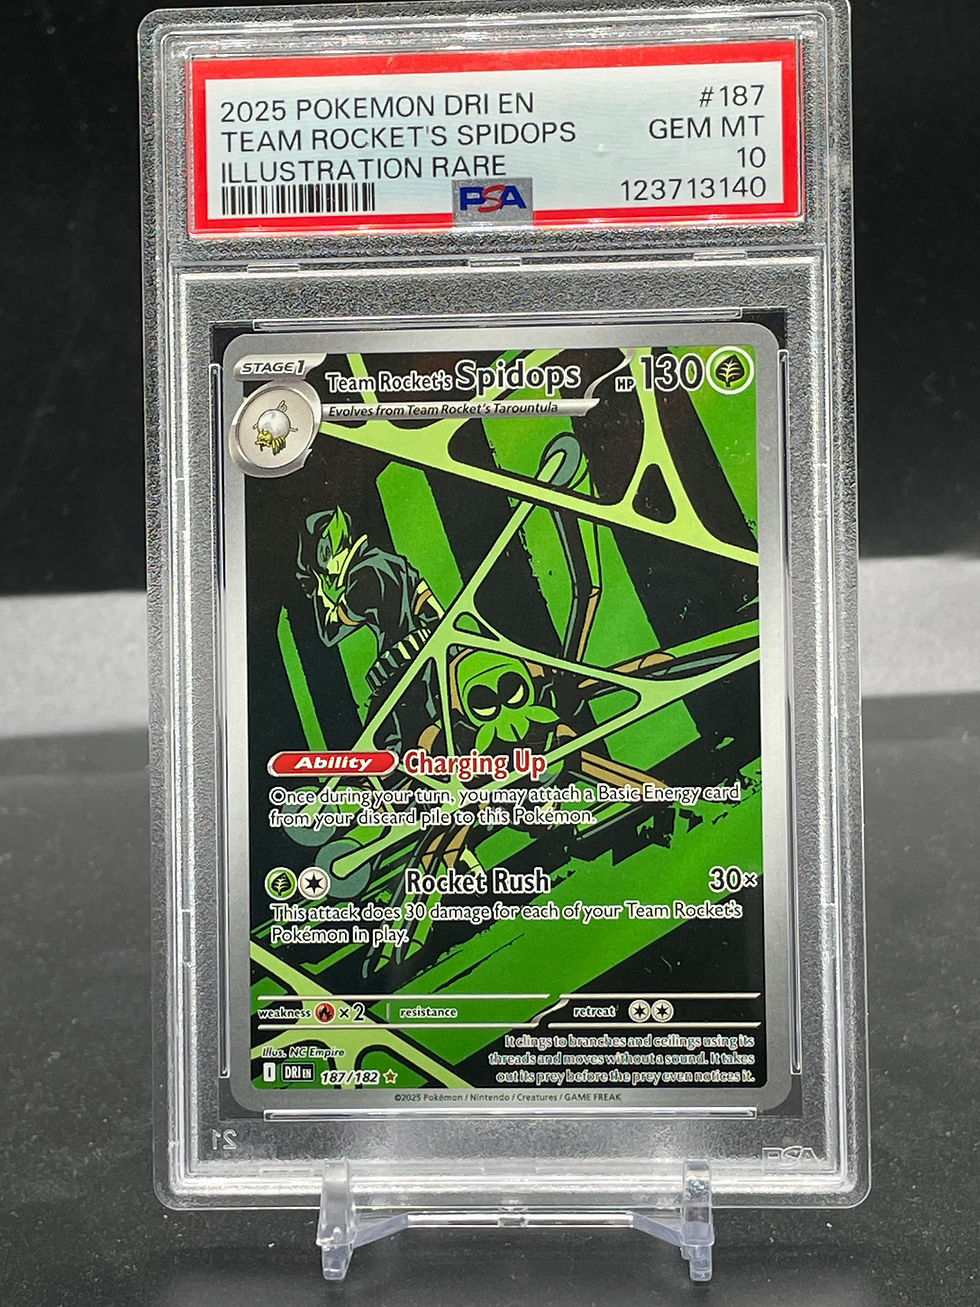 2025 POKEMON DRI EN #187
TEAM ROCKET'S SPIDOPS GEM MT
ILLUSTRATION RARE 10
PSA 123713140
STAGE1 Team Rocket's Spidops HP 130
Evolves from Team Rocket's Tarountula
Ability Charging Up
Once during your turn, you may attach a Basic Energy card
from your discard pile to this Pokémon.
Rocket Rush 30×
This attack does 30 damage for each of your Team Rocket's
Pokémon in play.
weakness ×2 resistance retreat
It clings to branches and ceilings using its
threads and moves without a sound. It takes
out its prey before the prey even notices it.
Illus. NC Empire
I DRI EN 187/182
©2025 Pokémon / Nintendo / Creatures / GAME FREAK
21 PSA